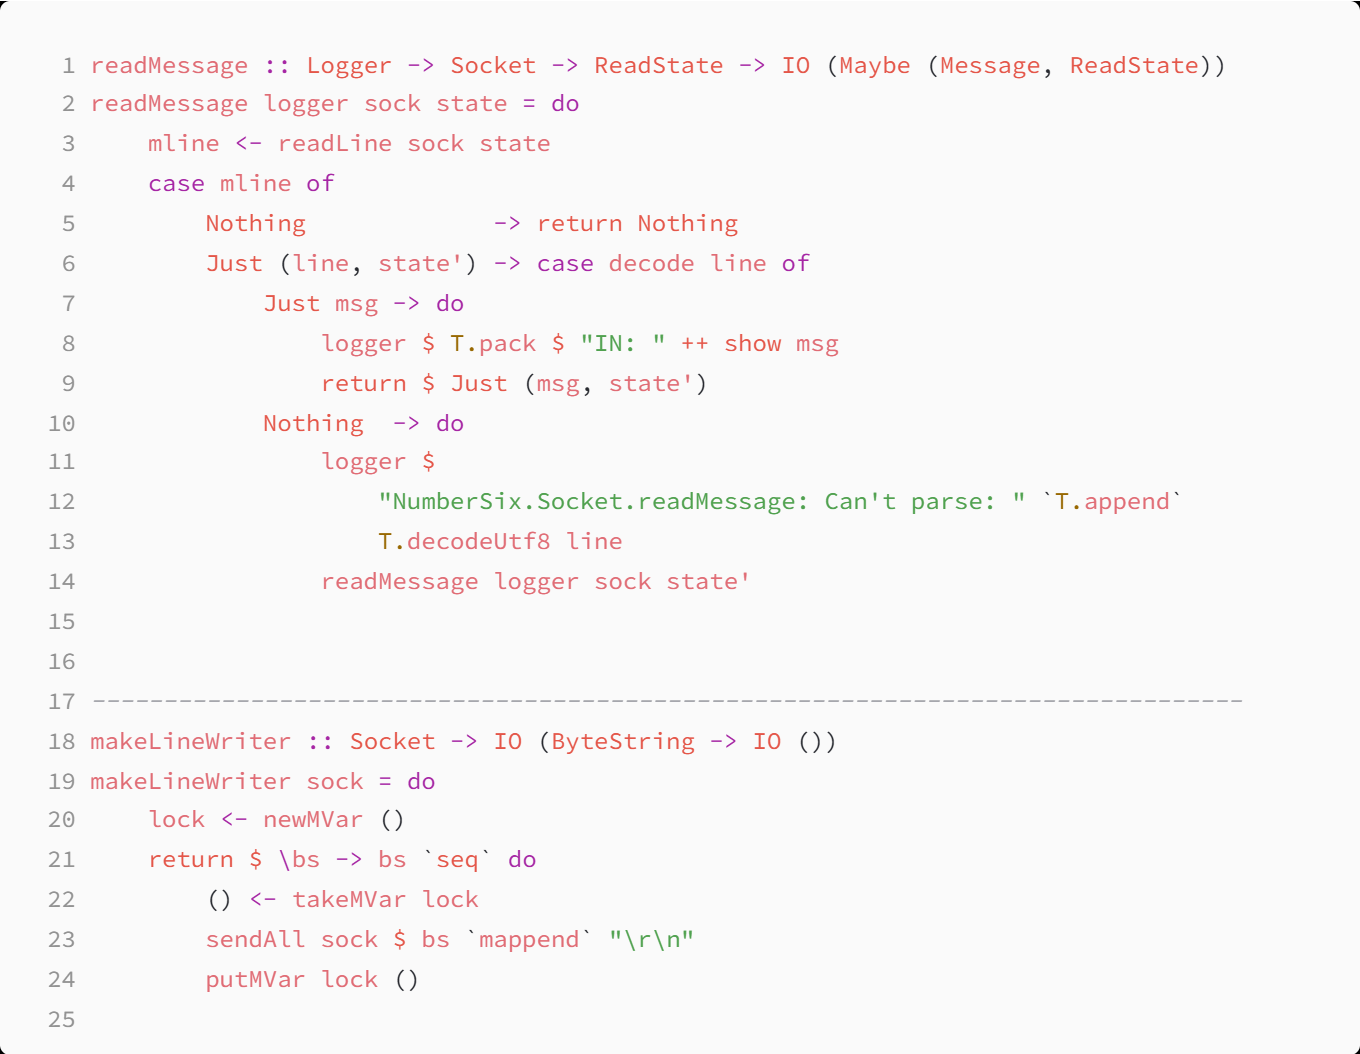 1 readMessage :: Logger -> Socket -> ReadState -> IO (Maybe (Message, ReadState))
2 readMessage logger sock state = do
3     mline <- readLine sock state
4     case mline of
5         Nothing             -> return Nothing
6         Just (line, state') -> case decode line of
7             Just msg -> do
8                 logger $ T.pack $ "IN: " ++ show msg
9                 return $ Just (msg, state')
10             Nothing  -> do
11                 logger $
12                     "NumberSix.Socket.readMessage: Can't parse: " `T.append`
13                     T.decodeUtf8 line
14                 readMessage logger sock state'
15
16
17 --------------------------------------------------------------------------------
18 makeLineWriter :: Socket -> IO (ByteString -> IO ())
19 makeLineWriter sock = do
20     lock <- newMVar ()
21     return $ \bs -> bs `seq` do
22         () <- takeMVar lock
23         sendAll sock $ bs `mappend` "\r\n"
24         putMVar lock ()
25